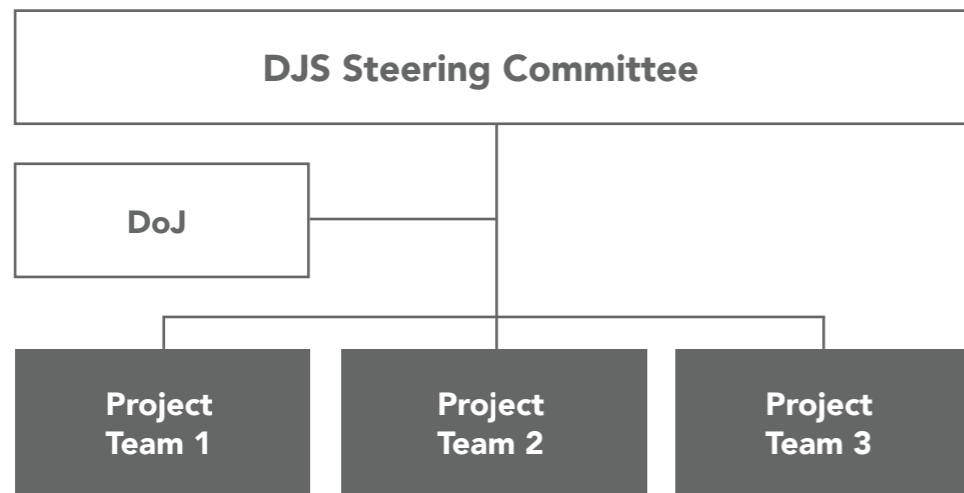 DJS Steering Committee
DoJ
Project
Team 1
Project
Team 2
Project
Team 3